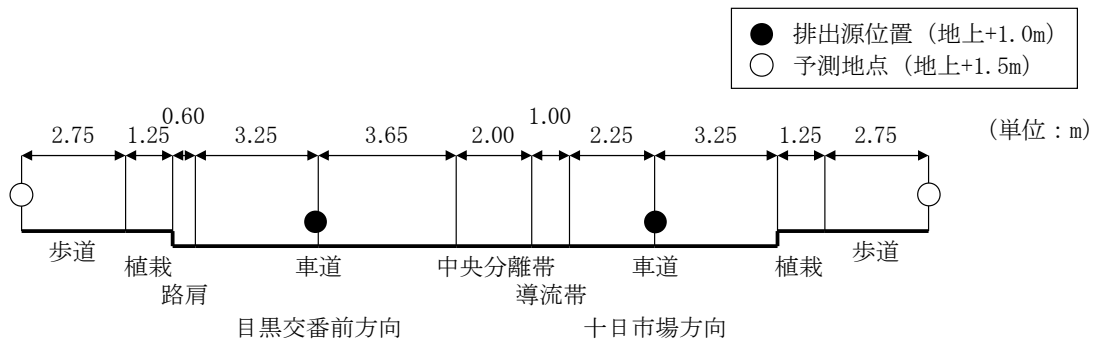 ● 排出源位置（地上+1.0m）
○ 予測地点（地上+1.5m）
（単位：m）
2.75 1.25 0.60 3.25 3.65 2.00 1.00 2.25 3.25 1.25 2.75
歩道 植栽 路肩 車道 中央分離帯 導流帯 車道 植栽 歩道
目黒交番前方向 十日市場方向